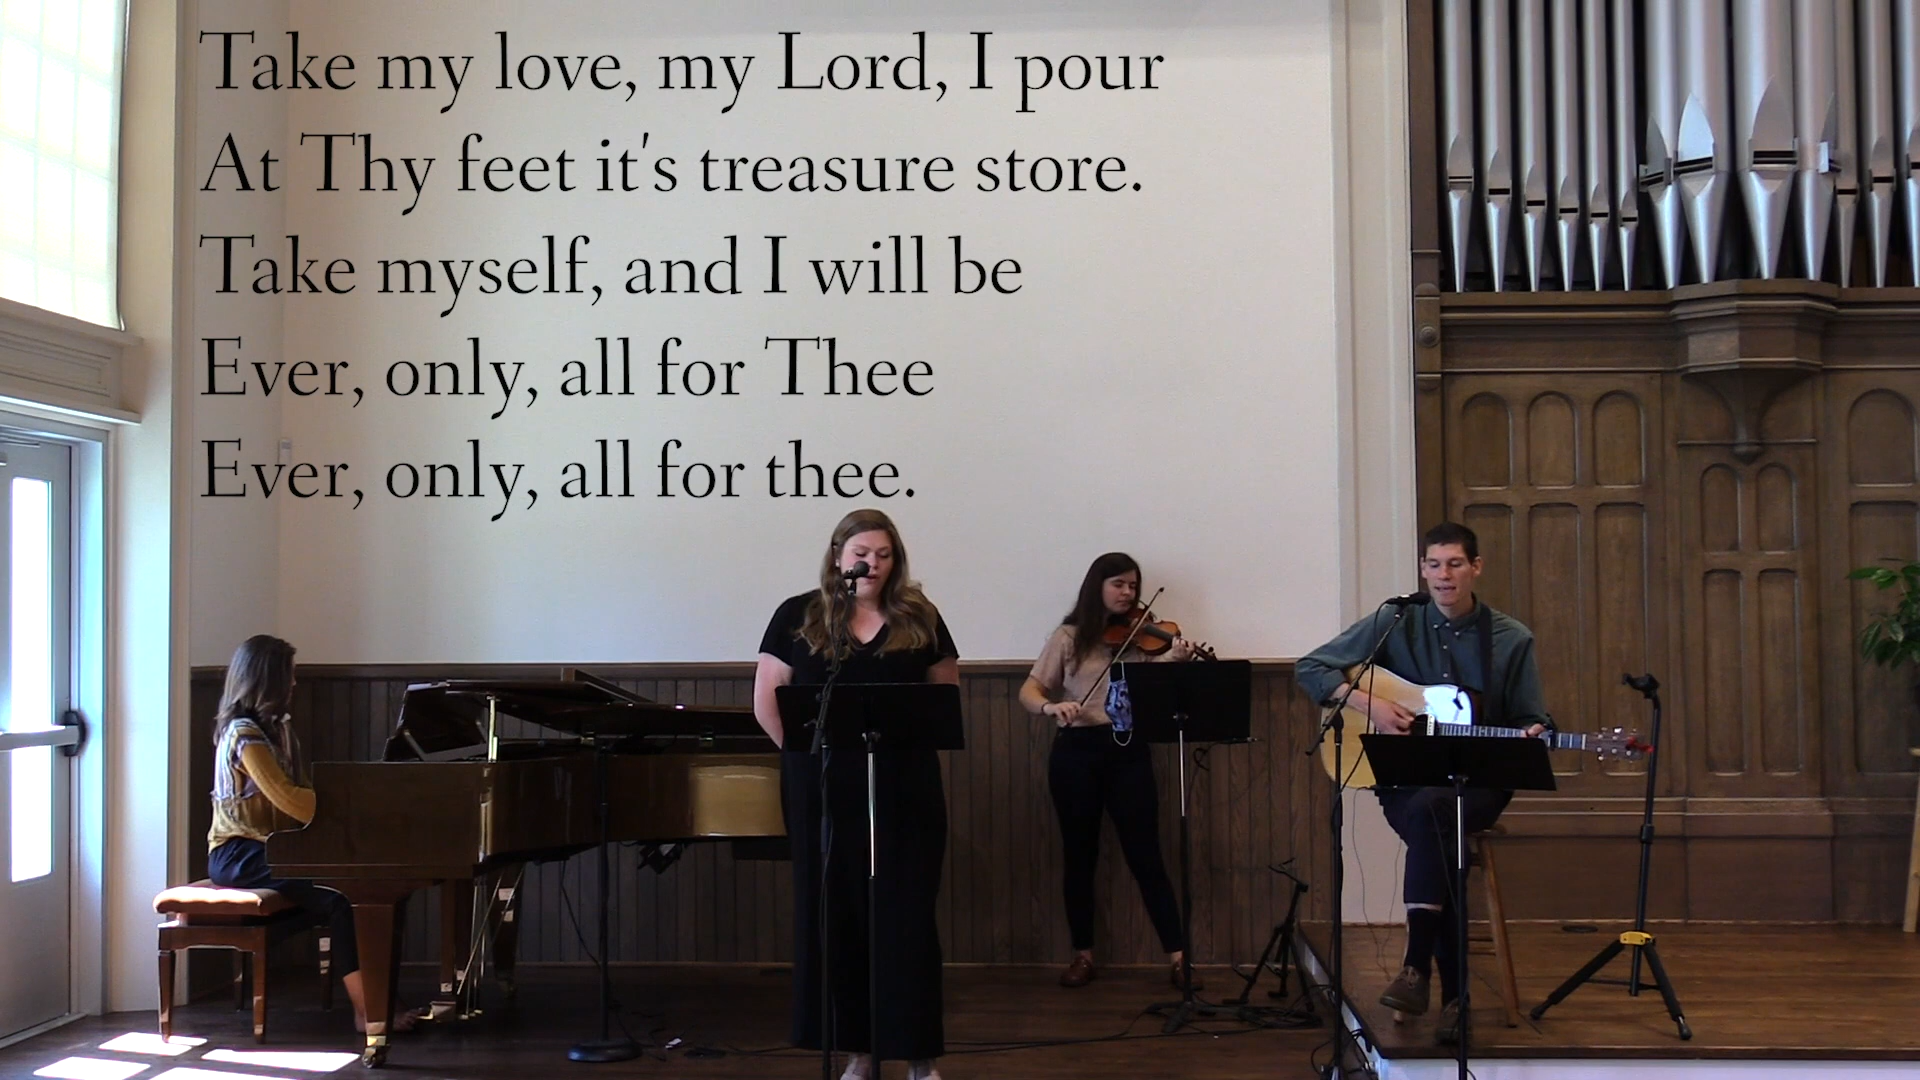 Take my love, my Lord, I pour
At Thy feet it's treasure store.
Take myself, and I will be
Ever, only, all for Thee
Ever, only, all for thee.